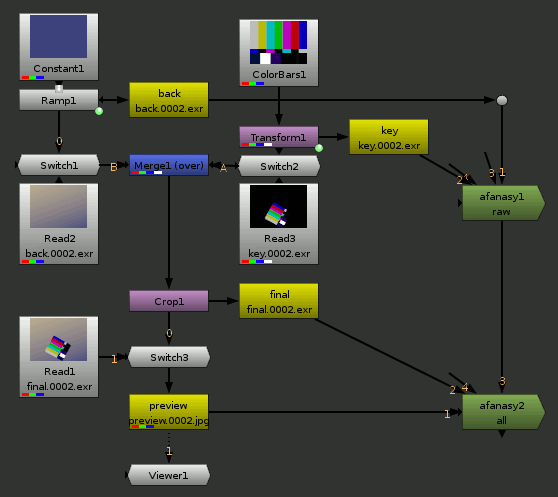 Constant1
ColorBars1
Ramp1
back
back.0002.exr
Transform1
key
key.0002.exr
0
Switch1
B
Merge1 (over)
A
Switch2
2
3
1
afanasy1
raw
Read2
back.0002.exr
Read3
key.0002.exr
Crop1
final
final.0002.exr
0
Read1
final.0002.exr
1
Switch3
3
2
4
preview
preview.0002.jpg
1
afanasy2
all
1
Viewer1